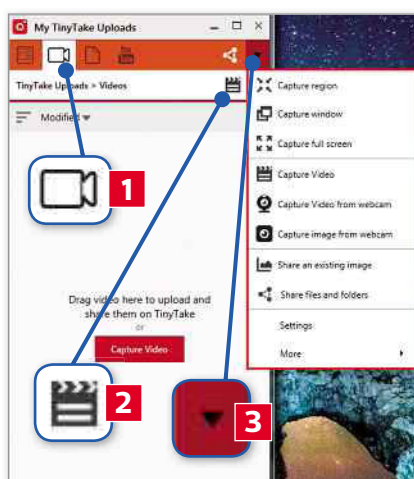 My TinyTake Uploads
TinyTake Uploads > Videos
Modified
1
Drag video here to upload and
share them on TinyTake
or
Capture Video
2
3
Capture region
Capture window
Capture full screen
Capture Video
Capture Video from webcam
Capture image from webcam
Share an existing image
Share files and folders
Settings
More